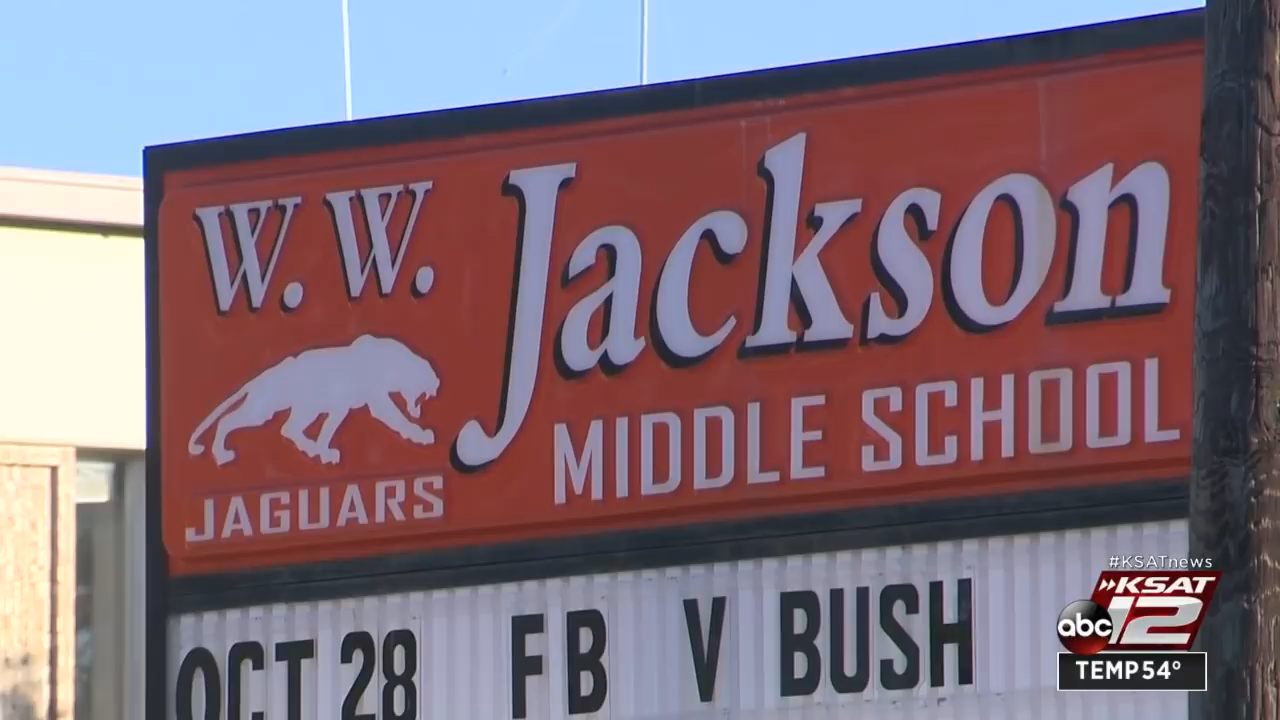 W. W. Jackson
MIDDLE SCHOOL
JAGUARS
OCT 28 FB V BUSH
#KSATnews
KSAT
abc 12
TEMP 54°